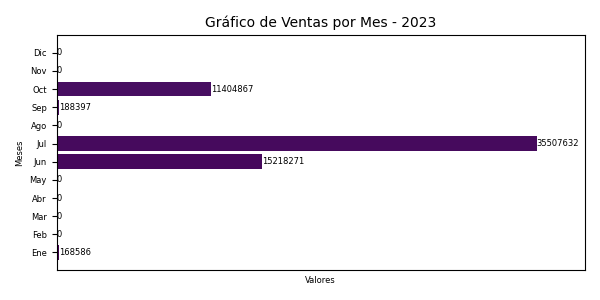 Gráfico de Ventas por Mes - 2023
Dic 0
Nov 0
Oct 11404867
Sep 188397
Ago 0
Jul 35507632
Jun 15218271
May 0
Abr 0
Mar 0
Feb 0
Ene 168586
Meses
Valores